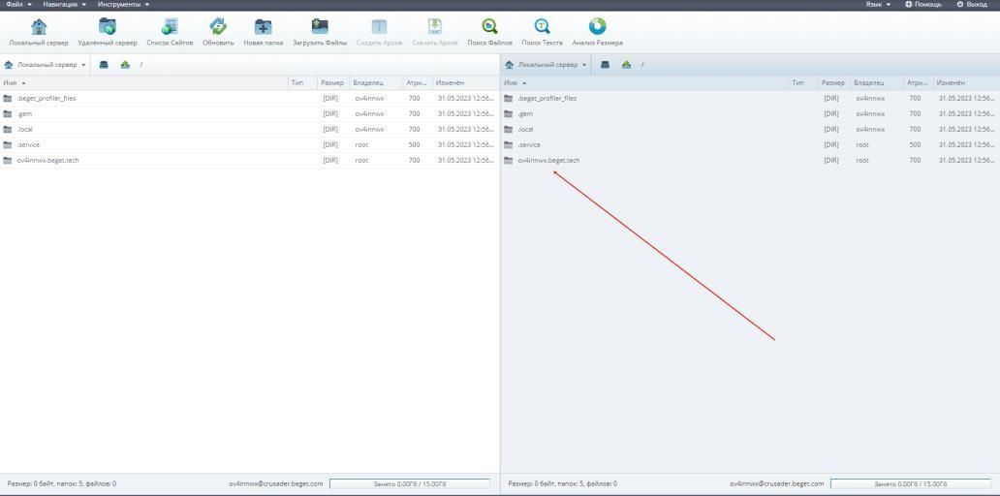 Файл Навигация Инструменты Язык Помощь Выход
Локальный сервер Удалённый сервер Список Сайтов Обновить Новая папка Загрузить Файлы Создать Архив Скачать Архив Поиск Файлов Поиск Текста Анализ Размера
Локальный сервер / Локальный сервер /
Имя Тип Размер Владелец Атри... Изменён Имя Тип Размер Владелец Атри... Изменён
.beget_profiler_files [DIR] ov4innwx 700 31.05.2023 12:56... .beget_profiler_files [DIR] ov4innwx 700 31.05.2023 12:56...
.gem [DIR] ov4innwx 700 31.05.2023 12:56... .gem [DIR] ov4innwx 700 31.05.2023 12:56...
.local [DIR] ov4innwx 700 31.05.2023 12:56... .local [DIR] ov4innwx 700 31.05.2023 12:56...
.service [DIR] root 500 31.05.2023 12:56... .service [DIR] root 500 31.05.2023 12:56...
ov4innwx.beget.tech [DIR] root 700 31.05.2023 12:56... ov4innwx.beget.tech [DIR] root 700 31.05.2023 12:56...
Размер: 0 байт, папок: 5, файлов: 0 ov4innwx@crusader.beget.com Занято 0.00Гб / 15.00Гб Размер: 0 байт, папок: 5, файлов: 0 ov4innwx@crusader.beget.com Занято 0.00Гб / 15.00Гб